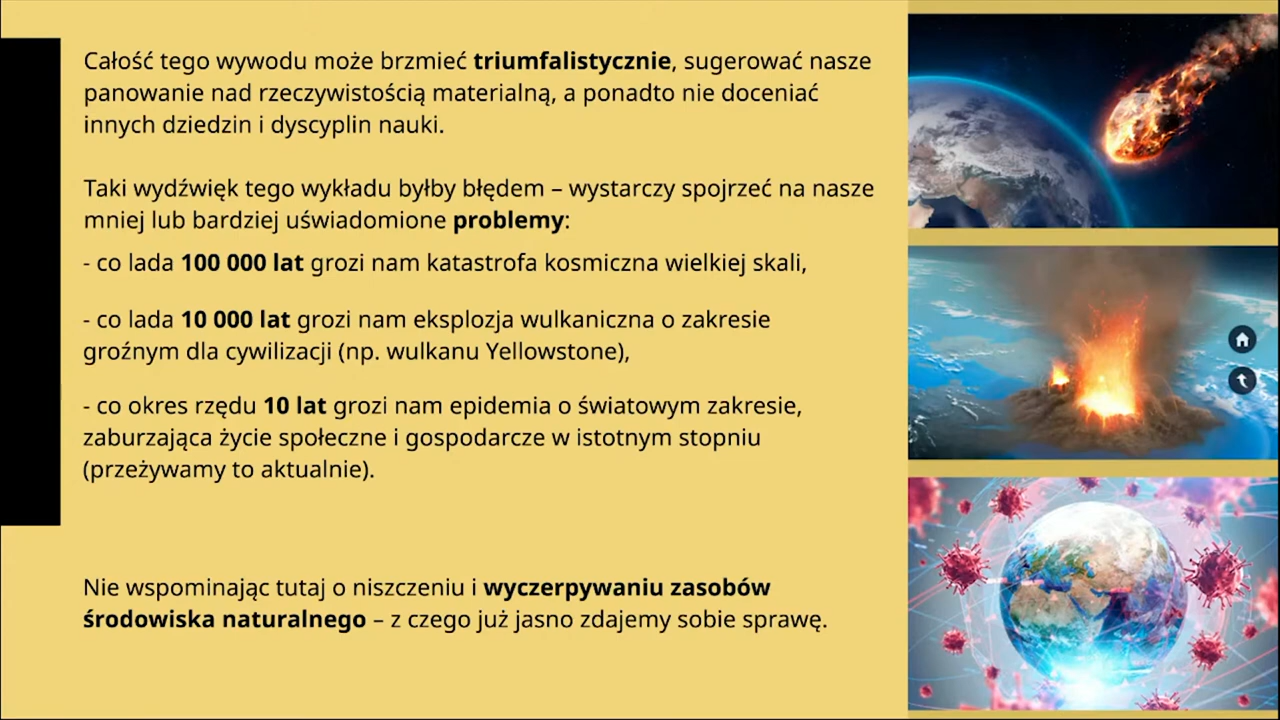 Całość tego wywodu może brzmieć triumfalistycznie, sugerować nasze
panowanie nad rzeczywistością materialną, a ponadto nie doceniać
innych dziedzin i dyscyplin nauki.
Taki wydźwięk tego wykładu byłby błędem – wystarczy spojrzeć na nasze
mniej lub bardziej uświadomione problemy:
- co lada 100 000 lat grozi nam katastrofa kosmiczna wielkiej skali,
- co lada 10 000 lat grozi nam eksplozja wulkaniczna o zakresie
groźnym dla cywilizacji (np. wulkanu Yellowstone),
- co okres rzędu 10 lat grozi nam epidemia o światowym zakresie,
zaburzająca życie społeczne i gospodarcze w istotnym stopniu
(przeżywamy to aktualnie).
Nie wspominając tutaj o niszczeniu i wyczerpywaniu zasobów
środowiska naturalnego – z czego już jasno zdajemy sobie sprawę.